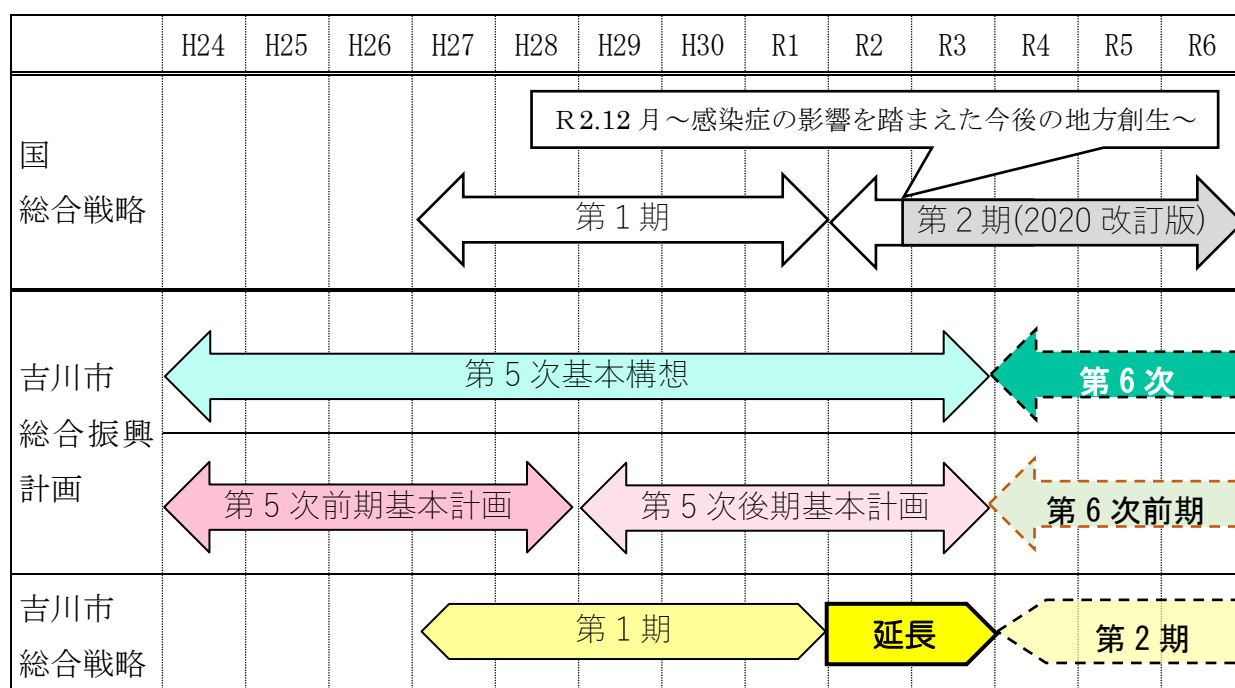 H24 H25 H26 H27 H28 H29 H30 R1 R2 R3 R4 R5 R6
R2.12月～感染症の影響を踏まえた今後の地方創生～
国
総合戦略
第1期
第2期(2020改訂版)
吉川市
総合振興
計画
第5次基本構想
第6次
第5次前期基本計画
第5次後期基本計画
第6次前期
吉川市
総合戦略
第1期
延長
第2期